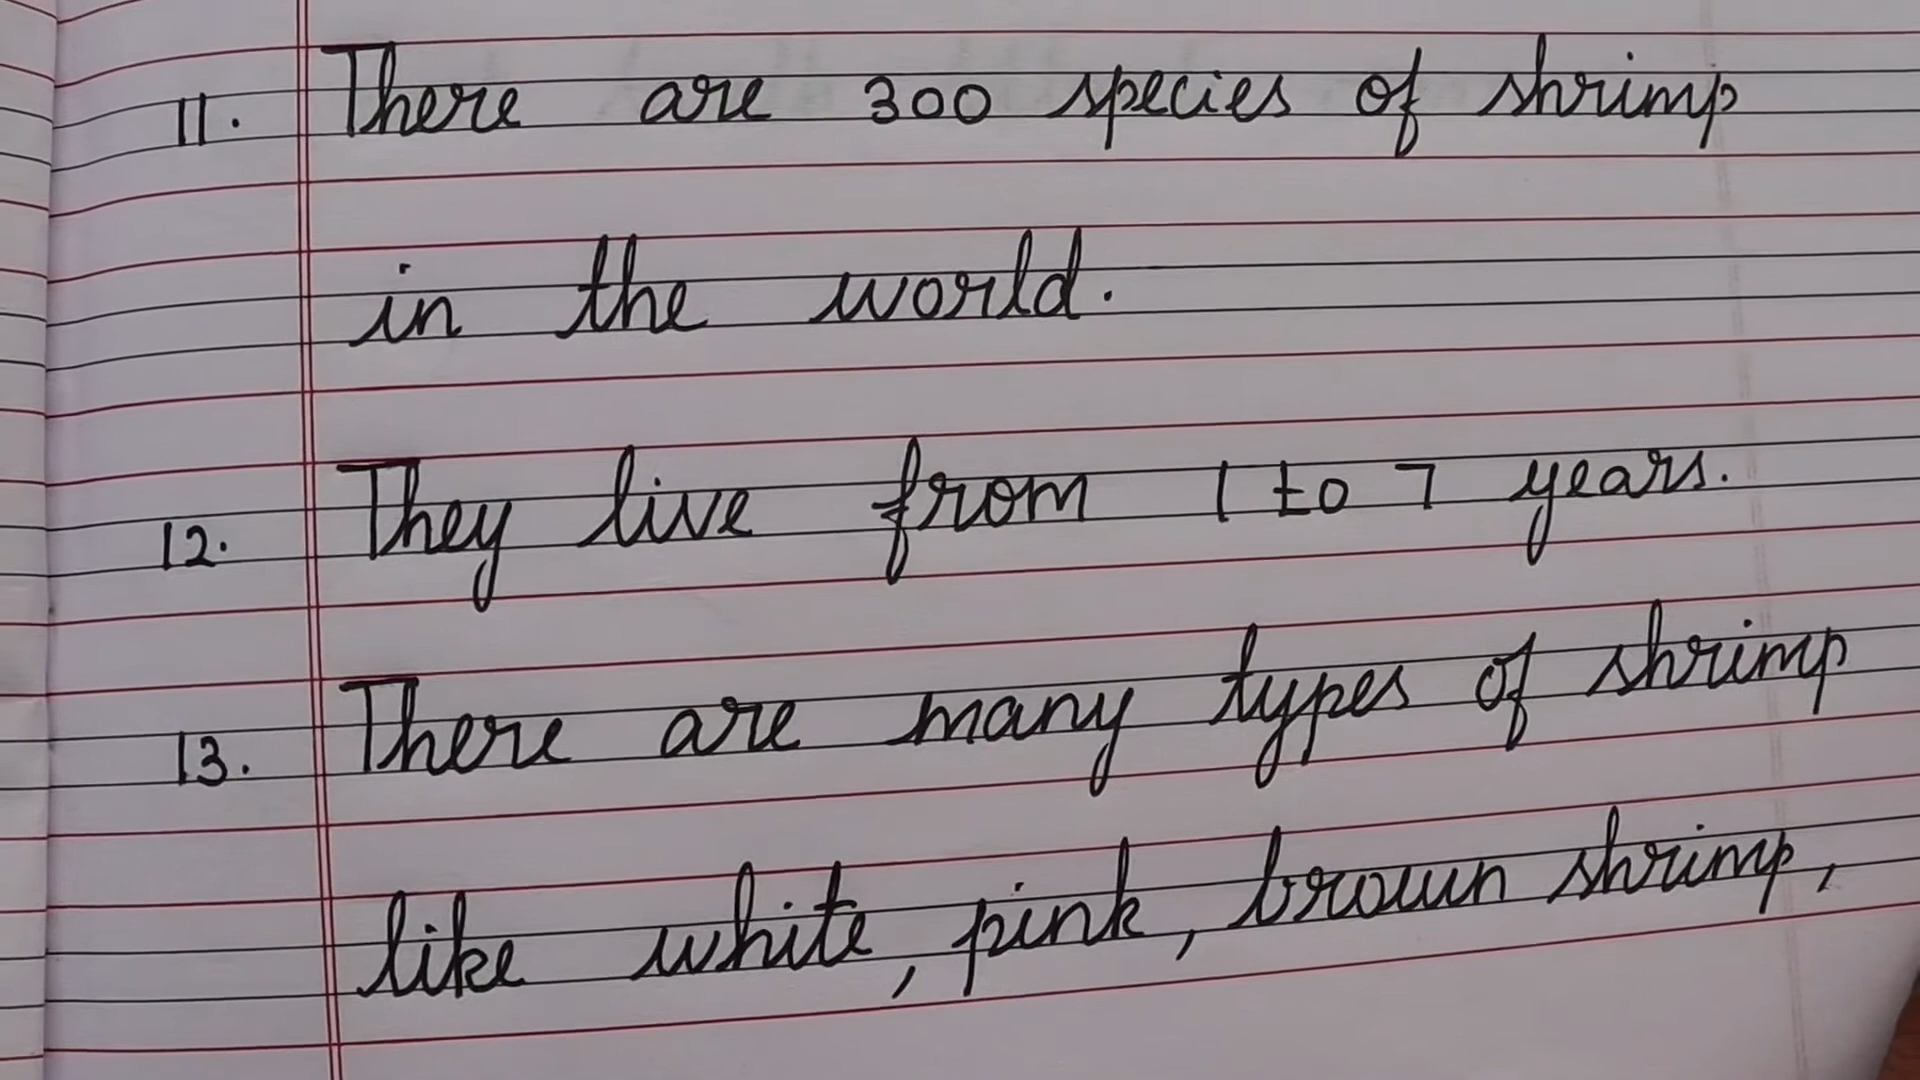 11. There are 300 species of shrimp
in the world.
12. They live from 1 to 7 years.
13. There are many types of shrimp
like white, pink, brown shrimp,